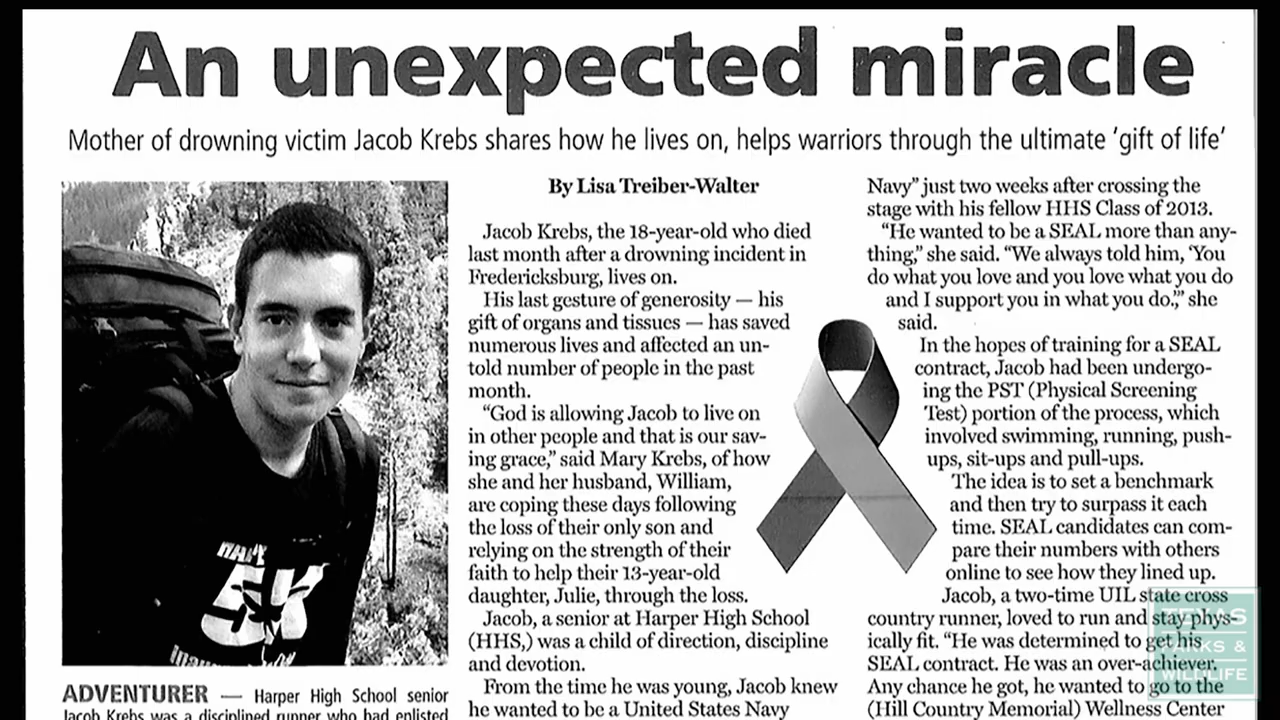 An unexpected miracle
Mother of drowning victim Jacob Krebs shares how he lives on, helps warriors through the ultimate 'gift of life'
NAVY
5K
ADVENTURER — Harper High School senior
Jacob Krebs was a disciplined runner who had enlisted
By Lisa Treiber-Walter
Jacob Krebs, the 18-year-old who died
last month after a drowning incident in
Fredericksburg, lives on.
His last gesture of generosity — his
gift of organs and tissues — has saved
numerous lives and affected an un-
told number of people in the past
month.
“God is allowing Jacob to live on
in other people and that is our sav-
ing grace,” said Mary Krebs, of how
she and her husband, William,
are coping these days following
the loss of their only son and
relying on the strength of their
faith to help their 13-year-old
daughter, Julie, through the loss.
Jacob, a senior at Harper High School
(HHS,) was a child of direction, discipline
and devotion.
From the time he was young, Jacob knew
he wanted to be a United States Navy
Navy” just two weeks after crossing the
stage with his fellow HHS Class of 2013.
“He wanted to be a SEAL more than any-
thing,” she said. “We always told him, ‘You
do what you love and you love what you do
and I support you in what you do.’,” she
said.
In the hopes of training for a SEAL
contract, Jacob had been undergo-
ing the PST (Physical Screening
Test) portion of the process, which
involved swimming, running, push-
ups, sit-ups and pull-ups.
The idea is to set a benchmark
and then try to surpass it each
time. SEAL candidates can com-
pare their numbers with others
online to see how they lined up.
Jacob, a two-time UIL state cross
country runner, loved to run and stay phys-
ically fit. “He was determined to get his
SEAL contract. He was an over-achiever.
Any chance he got, he wanted to go to the
(Hill Country Memorial) Wellness Center
TEXAS
PARKS &
WILDLIFE